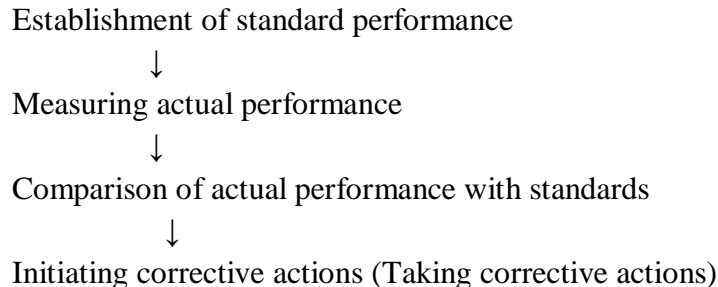 Establishment of standard performance
↓
Measuring actual performance
↓
Comparison of actual performance with standards
↓
Initiating corrective actions (Taking corrective actions)